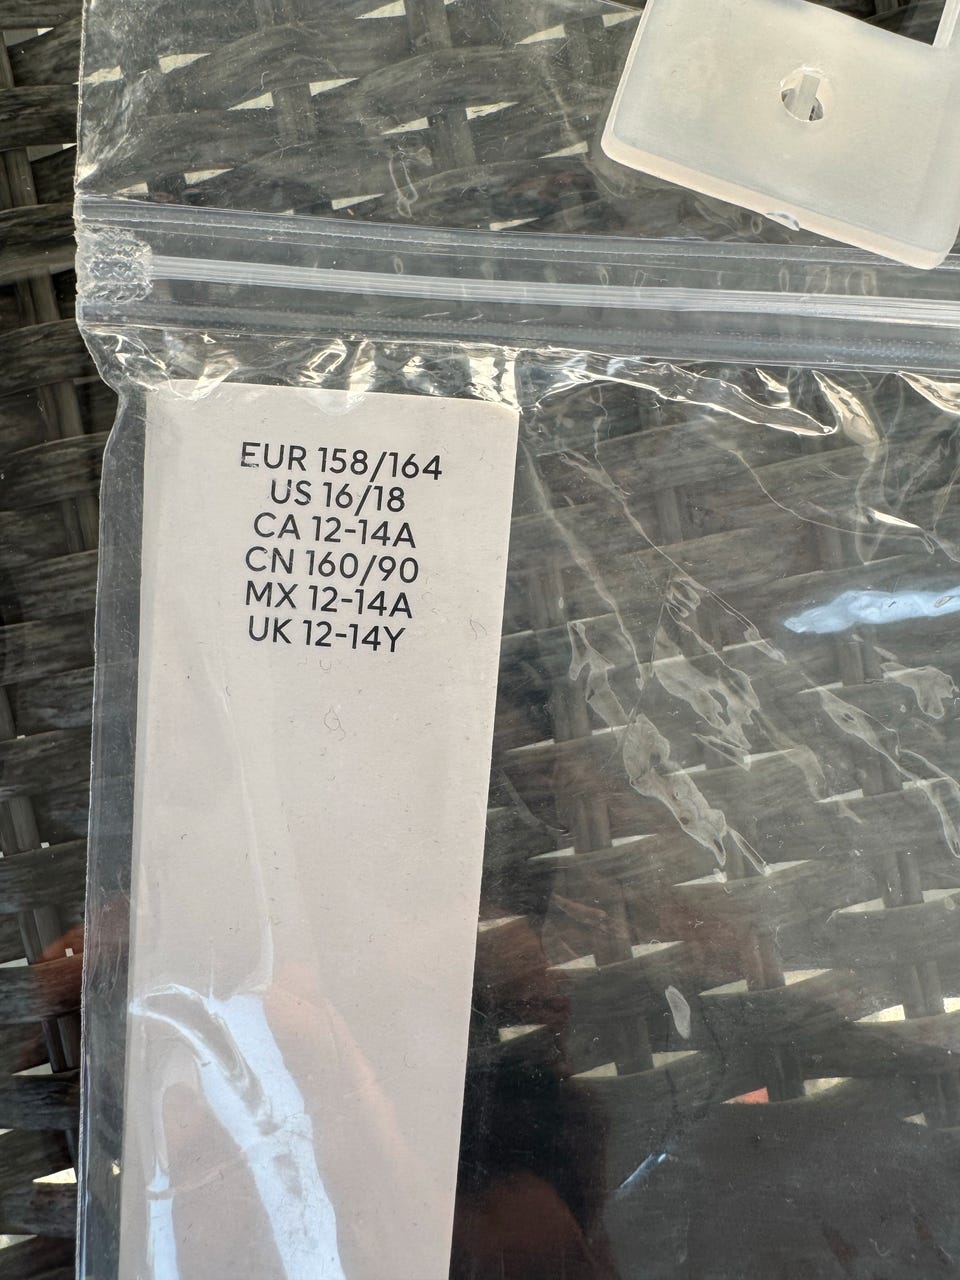 EUR 158/164
US 16/18
CA 12-14A
CN 160/90
MX 12-14A
UK 12-14Y